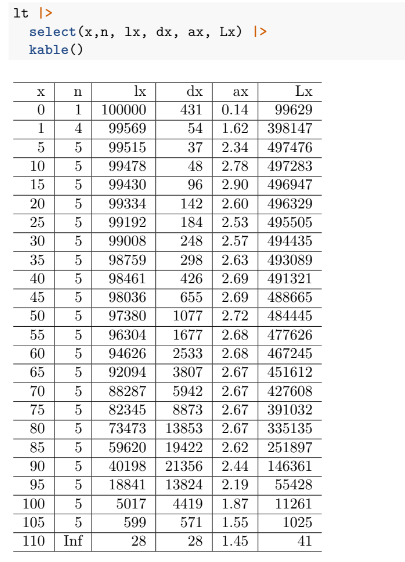 lt |>
select(x,n, lx, dx, ax, Lx) |>
kable()
x n lx dx ax Lx
0 1 100000 431 0.14 99629
1 4 99569 54 1.62 398147
5 5 99515 37 2.34 497476
10 5 99478 48 2.78 497283
15 5 99430 96 2.90 496947
20 5 99334 142 2.60 496329
25 5 99192 184 2.53 495505
30 5 99008 248 2.57 494435
35 5 98759 298 2.63 493089
40 5 98461 426 2.69 491321
45 5 98036 655 2.69 488665
50 5 97380 1077 2.72 484445
55 5 96304 1677 2.68 477626
60 5 94626 2533 2.68 467245
65 5 92094 3807 2.67 451612
70 5 88287 5942 2.67 427608
75 5 82345 8873 2.67 391032
80 5 73473 13853 2.67 335135
85 5 59620 19422 2.62 251897
90 5 40198 21356 2.44 146361
95 5 18841 13824 2.19 55428
100 5 5017 4419 1.87 11261
105 5 599 571 1.55 1025
110 Inf 28 28 1.45 41